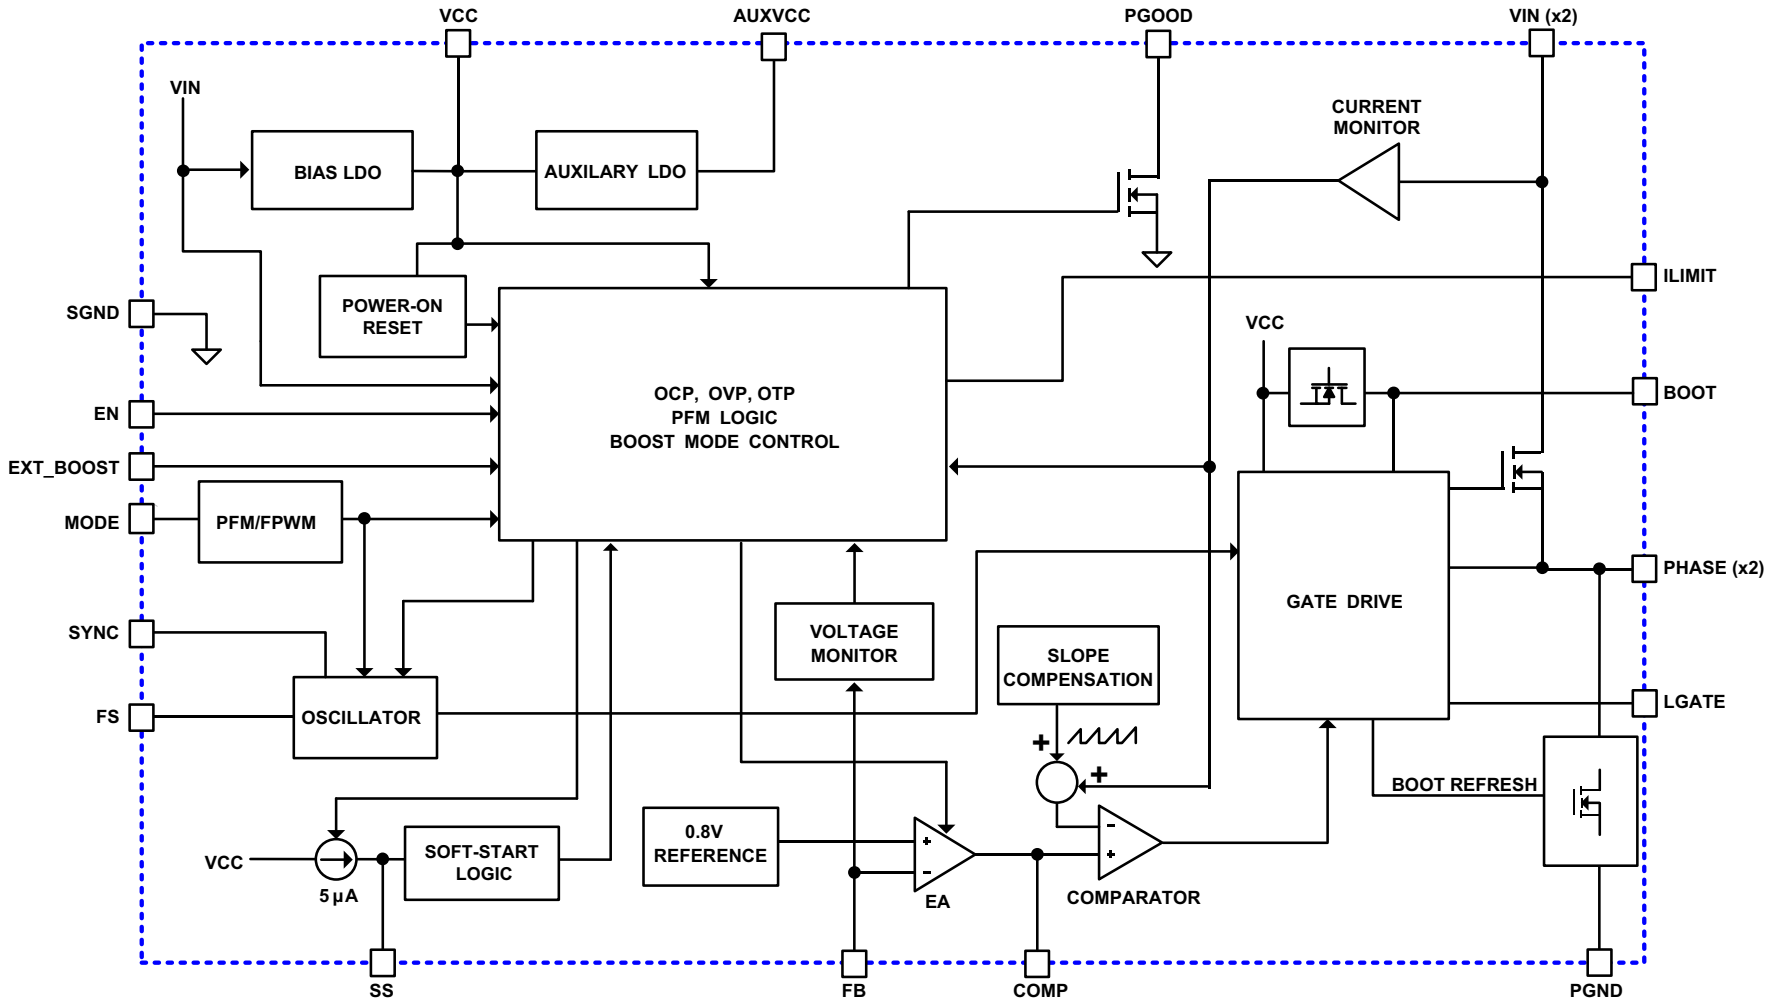 VCC
AUXVCC
PGOOD
VIN (x2)
VIN
CURRENT
MONITOR
BIAS LDO
AUXILARY LDO
ILIMIT
SGND
POWER-ON
RESET
VCC
BOOT
EN
OCP, OVP, OTP
PFM LOGIC
BOOST MODE CONTROL
EXT_BOOST
MODE
PFM/FPWM
PHASE (x2)
GATE DRIVE
SYNC
VOLTAGE
MONITOR
SLOPE
COMPENSATION
FS
OSCILLATOR
LGATE
+
+
BOOT REFRESH
0.8V
REFERENCE
+
-
-
+
VCC
5 µA
SOFT-START
LOGIC
EA
COMPARATOR
SS
FB
COMP
PGND